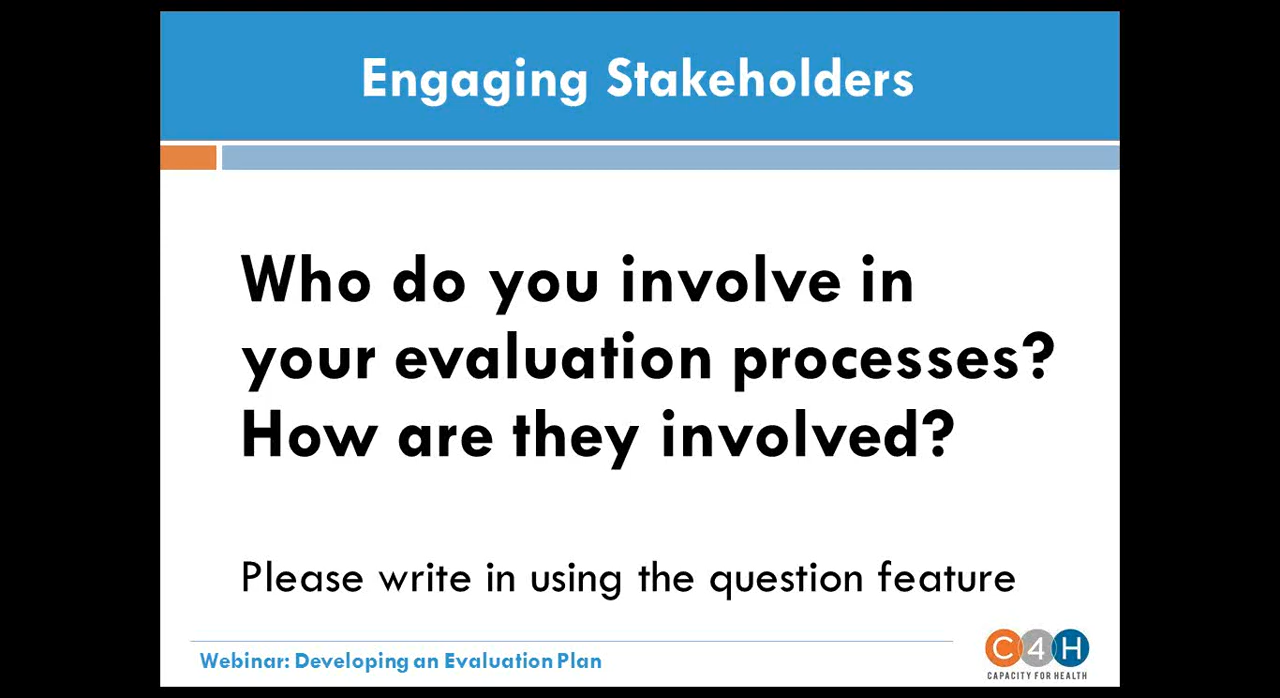 Engaging Stakeholders
Who do you involve in
your evaluation processes?
How are they involved?
Please write in using the question feature
Webinar: Developing an Evaluation Plan
C4H
CAPACITY FOR HEALTH